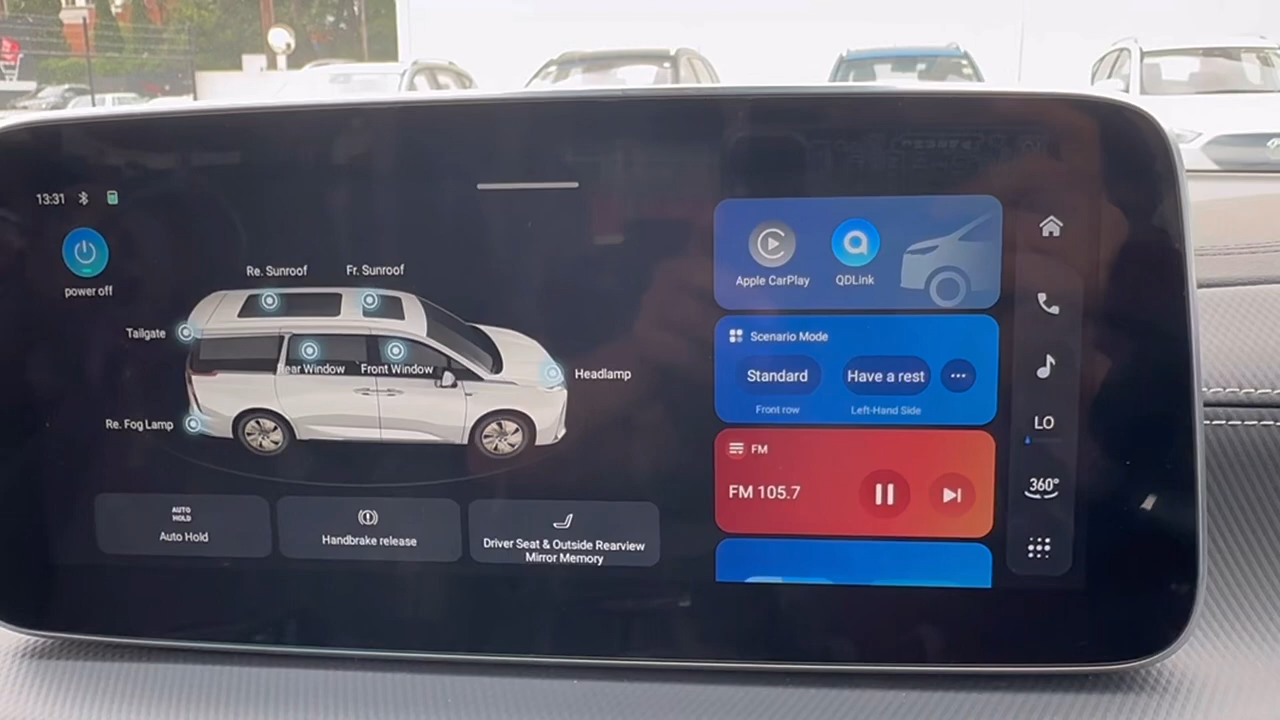 13:31
power off
Re. Sunroof
Fr. Sunroof
Tailgate
ear Window
Front Window
Headlamp
Re. Fog Lamp
AUTO
HOLD
Auto Hold
Handbrake release
Driver Seat & Outside Rearview
Mirror Memory
Apple CarPlay
QDLink
Scenario Mode
Standard
Have a rest
Front row
Left-Hand Side
FM
FM 105.7
LO
360°